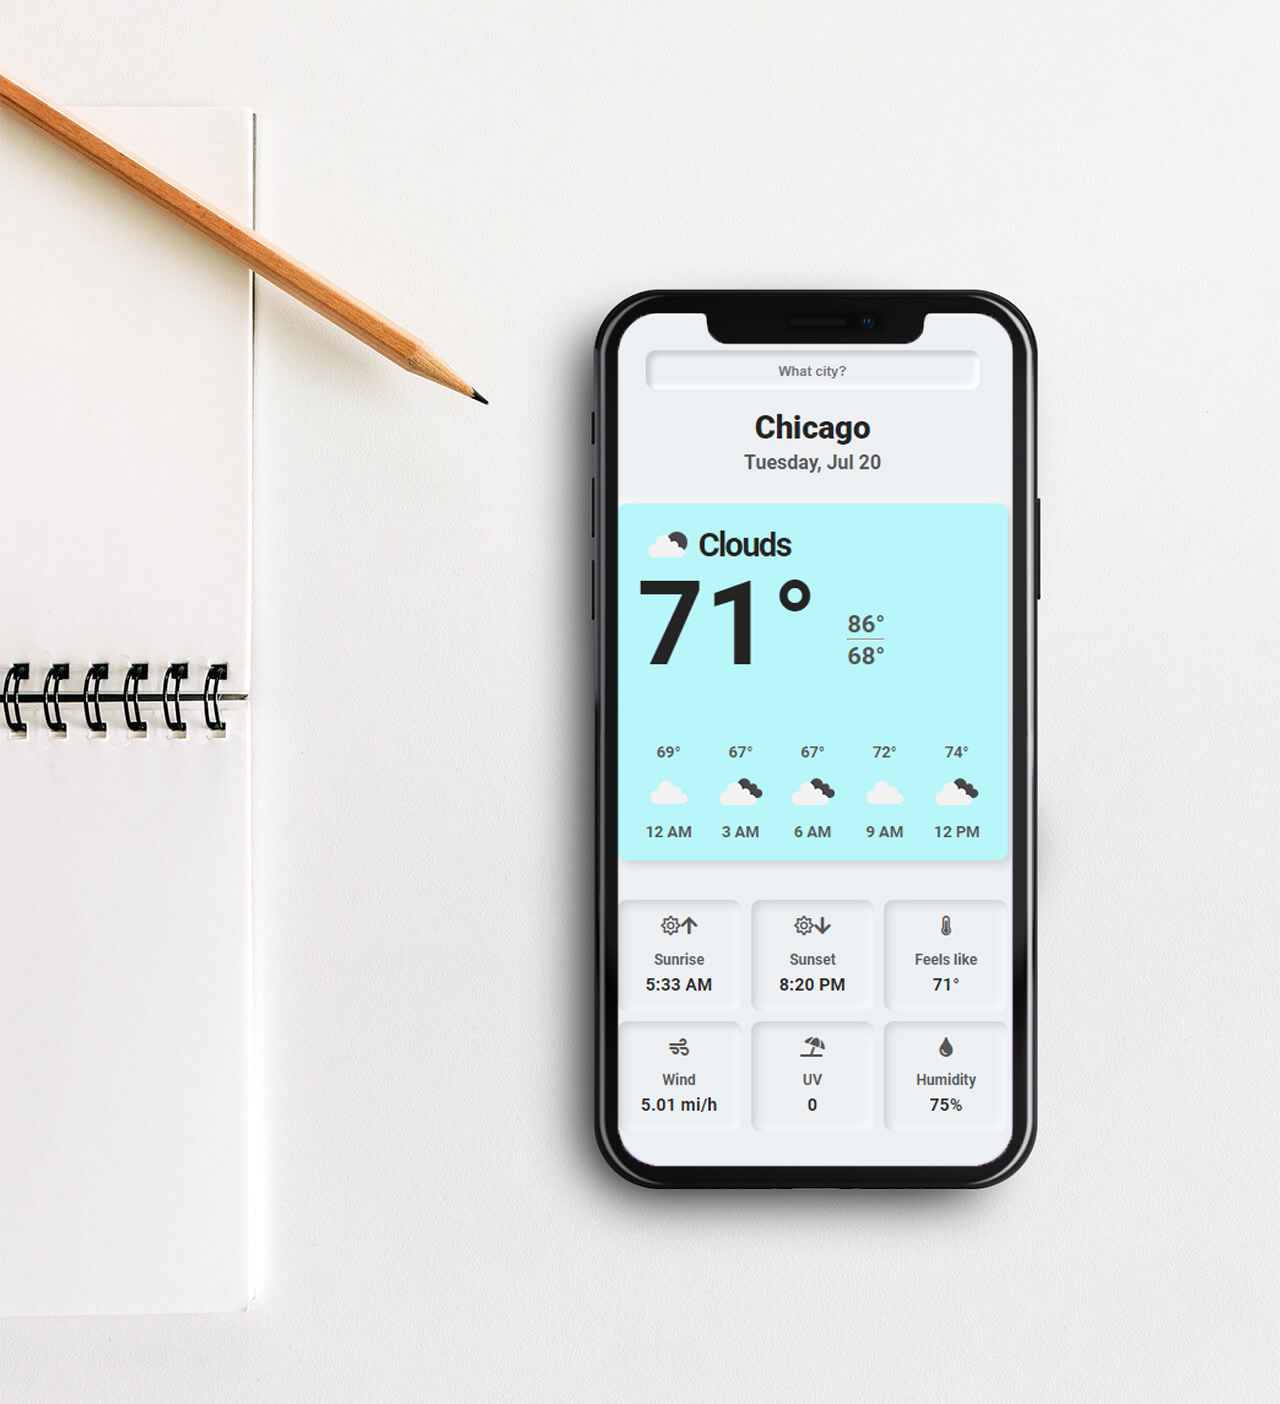 What city?
Chicago
Tuesday, Jul 20
Clouds
71°
86°
68°
69° 67° 67° 72° 74°
12 AM 3 AM 6 AM 9 AM 12 PM
Sunrise Sunset Feels like
5:33 AM 8:20 PM 71°
Wind UV Humidity
5.01 mi/h 0 75%